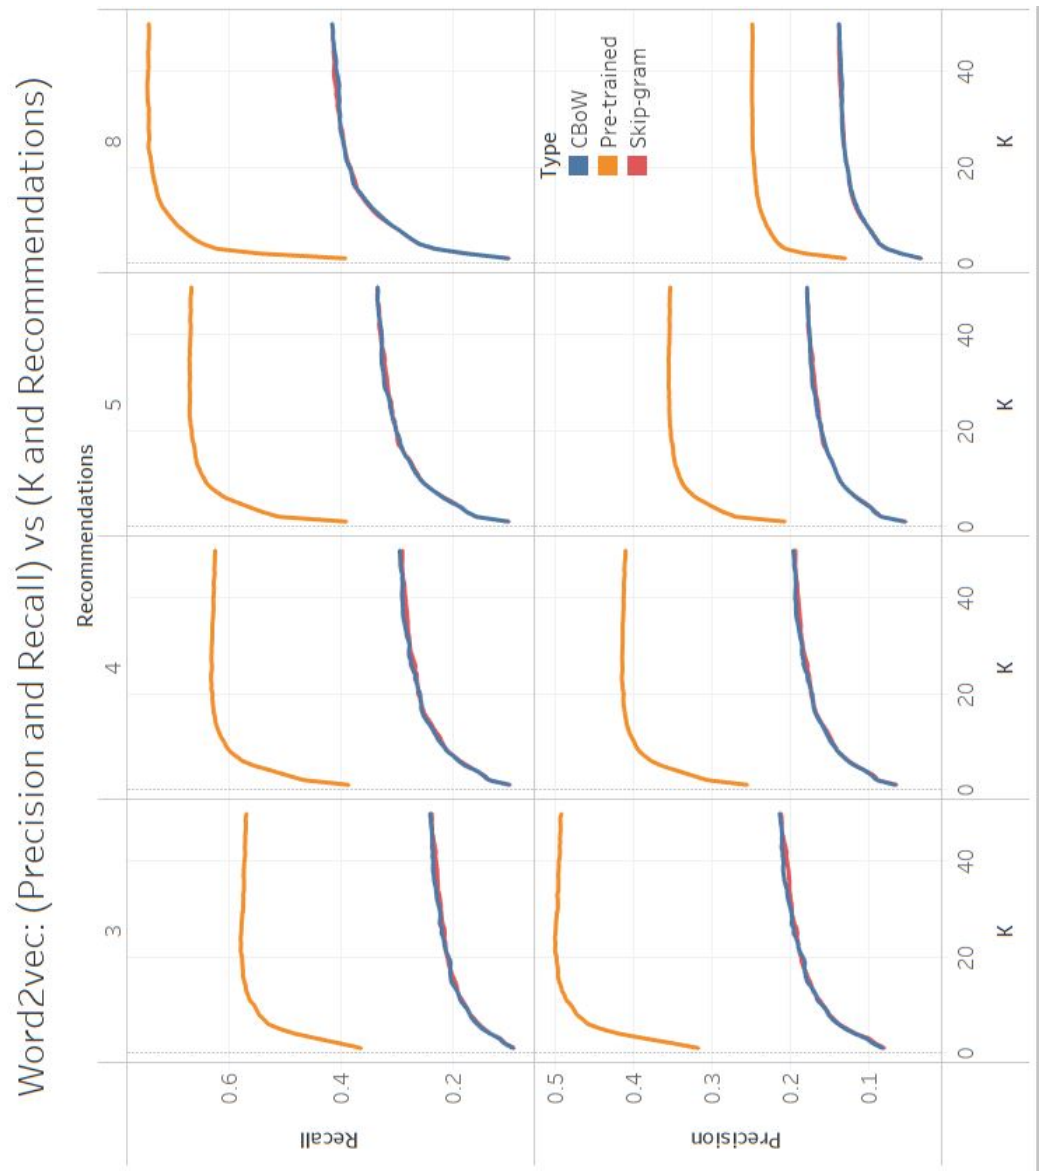 Word2vec: (Precision and Recall) vs (K and Recommendations)
Recommendations
3 4 5 8
Recall
0.6
0.4
0.2
Precision
0.5
0.4
0.3
0.2
0.1
0 20 40 0 20 40 0 20 40 0 20 40
K K K K
Type
CBoW
Pre-trained
Skip-gram